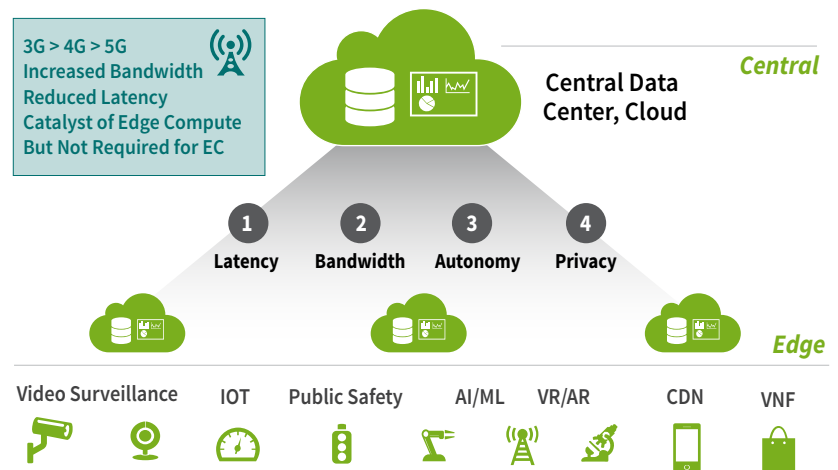 3G > 4G > 5G
Increased Bandwidth
Reduced Latency
Catalyst of Edge Compute
But Not Required for EC
Central
Central Data
Center, Cloud
1 2 3 4
Latency Bandwidth Autonomy Privacy
Edge
Video Surveillance IOT Public Safety AI/ML VR/AR CDN VNF